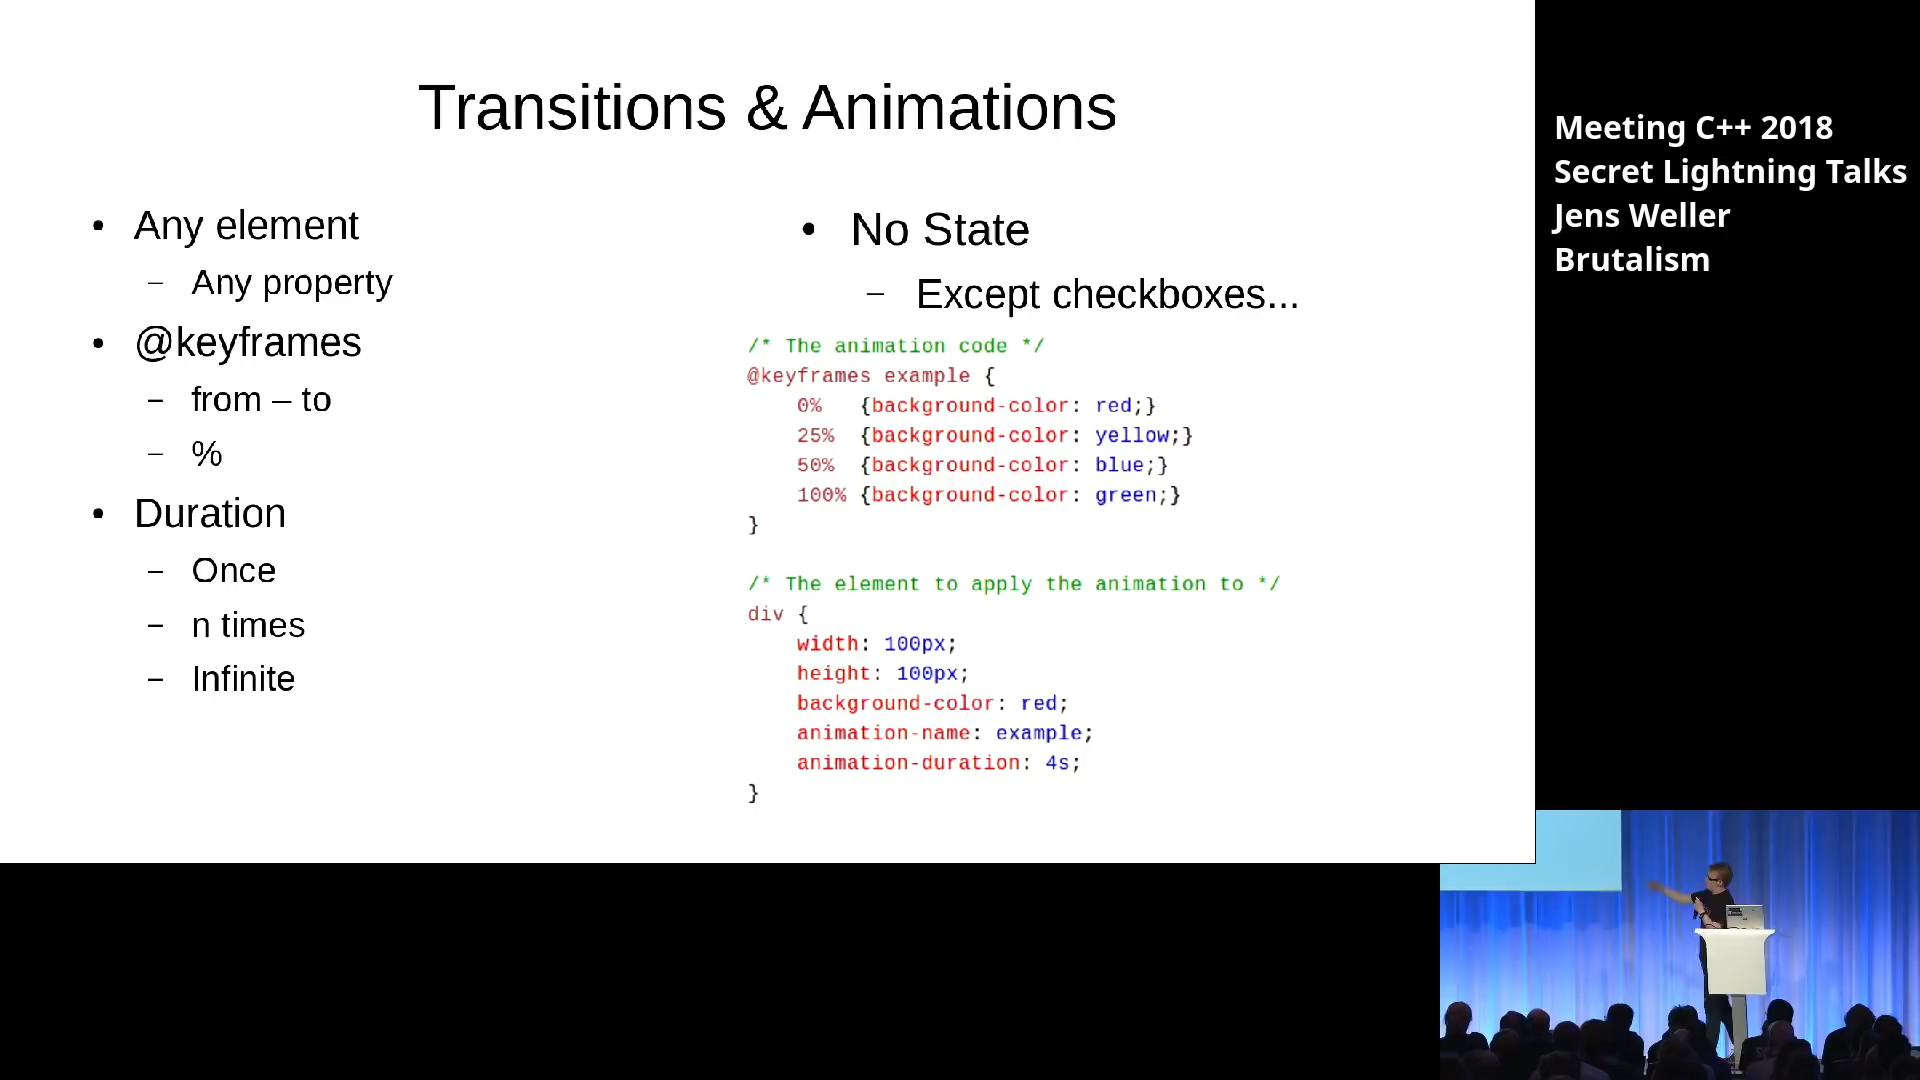 Transitions & Animations
• Any element
– Any property
• @keyframes
– from – to
– %
• Duration
– Once
– n times
– Infinite
• No State
– Except checkboxes...
/* The animation code */
@keyframes example {
    0%   {background-color: red;}
    25%  {background-color: yellow;}
    50%  {background-color: blue;}
    100% {background-color: green;}
}
/* The element to apply the animation to */
div {
    width: 100px;
    height: 100px;
    background-color: red;
    animation-name: example;
    animation-duration: 4s;
}
Meeting C++ 2018
Secret Lightning Talks
Jens Weller
Brutalism